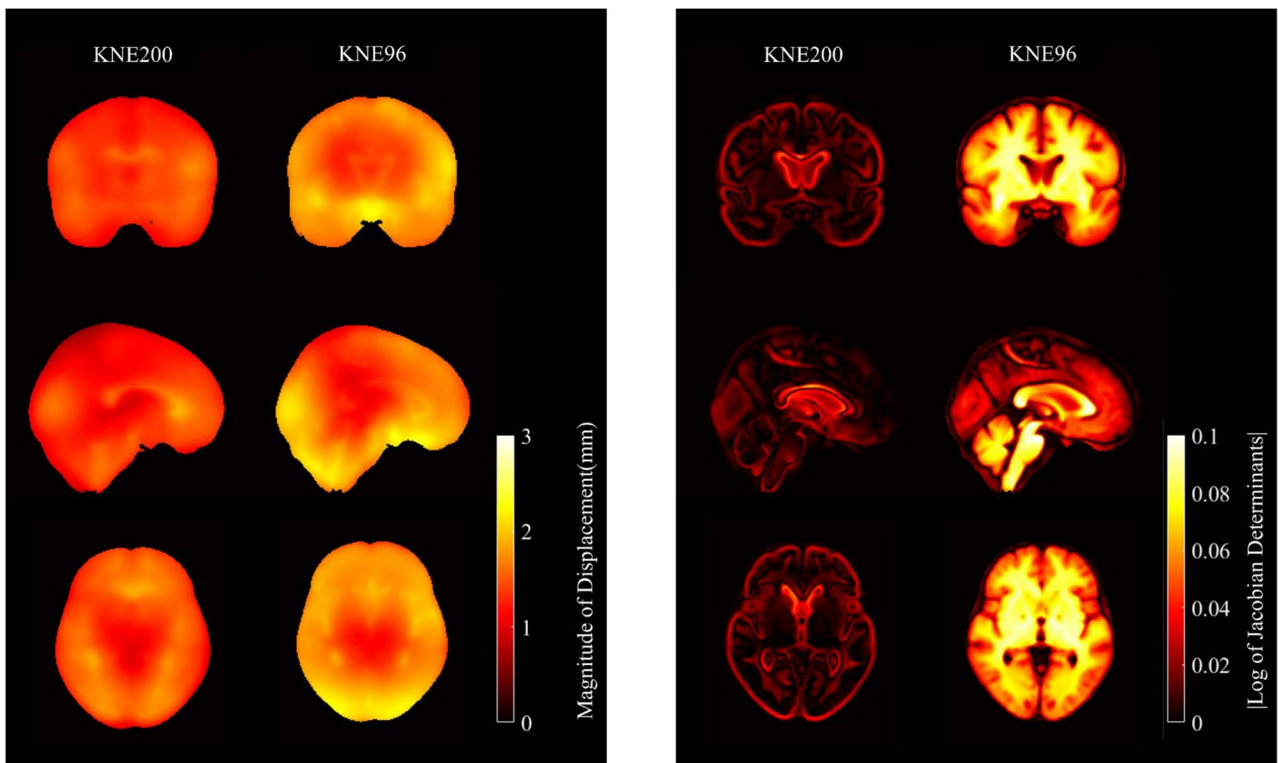 KNE200
KNE96
3
2
1
0
Magnitude of Displacement(mm)
KNE200
KNE96
0.1
0.08
0.06
0.04
0.02
0
|Log of Jacobian Determinants|